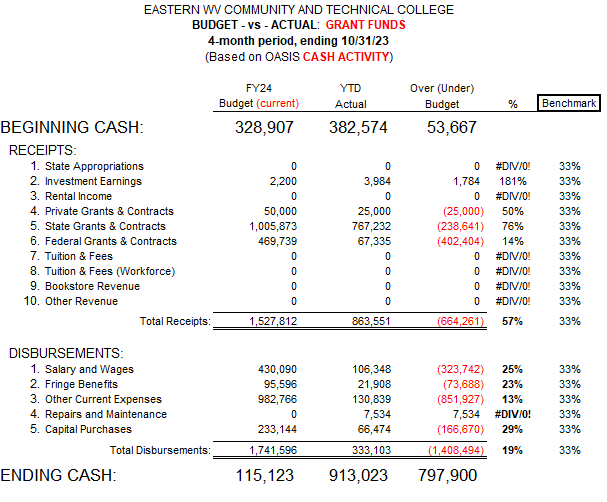 EASTERN WV COMMUNITY AND TECHNICAL COLLEGE
BUDGET - vs - ACTUAL: GRANT FUNDS
4-month period, ending 10/31/23
(Based on OASIS CASH ACTIVITY)
FY24 YTD Over (Under)
Budget (current) Actual Budget % Benchmark
BEGINNING CASH: 328,907 382,574 53,667
RECEIPTS:
1. State Appropriations 0 0 0 #DIV/0! 33%
2. Investment Earnings 2,200 3,984 1,784 181% 33%
3. Rental Income 0 0 0 #DIV/0! 33%
4. Private Grants & Contracts 50,000 25,000 (25,000) 50% 33%
5. State Grants & Contracts 1,005,873 767,232 (238,641) 76% 33%
6. Federal Grants & Contracts 469,739 67,335 (402,404) 14% 33%
7. Tuition & Fees 0 0 0 #DIV/0! 33%
8. Tuition & Fees (Workforce) 0 0 0 #DIV/0! 33%
9. Bookstore Revenue 0 0 0 #DIV/0! 33%
10. Other Revenue 0 0 0 #DIV/0! 33%
Total Receipts: 1,527,812 863,551 (664,261) 57% 33%
DISBURSEMENTS:
1. Salary and Wages 430,090 106,348 (323,742) 25% 33%
2. Fringe Benefits 95,596 21,908 (73,688) 23% 33%
3. Other Current Expenses 982,766 130,839 (851,927) 13% 33%
4. Repairs and Maintenance 0 7,534 7,534 #DIV/0! 33%
5. Capital Purchases 233,144 66,474 (166,670) 29% 33%
Total Disbursements: 1,741,596 333,103 (1,408,494) 19% 33%
ENDING CASH: 115,123 913,023 797,900